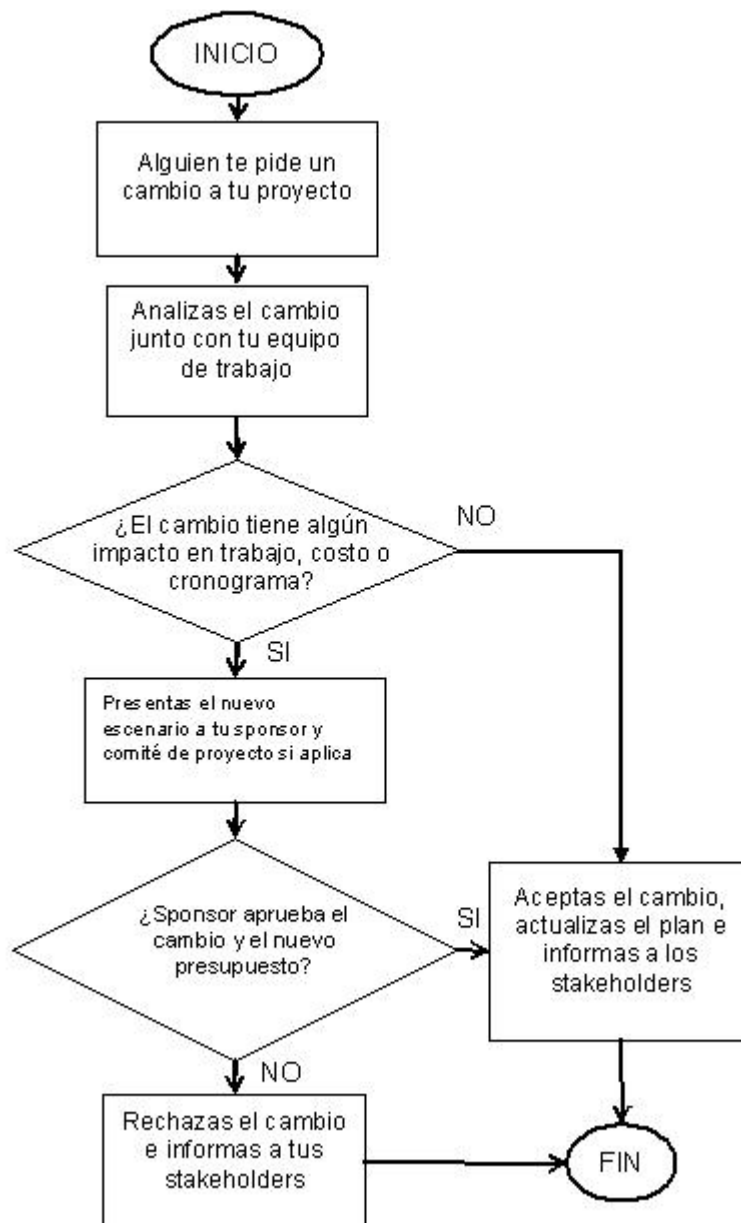 INICIO
Alguien te pide un
cambio a tu proyecto
Analizas el cambio
junto con tu equipo
de trabajo
¿El cambio tiene algún
impacto en trabajo, costo o
cronograma?
NO
SI
Presentas el nuevo
escenario a tu sponsor y
comité de proyecto si aplica
¿Sponsor aprueba el
cambio y el nuevo
presupuesto?
SI
Aceptas el cambio,
actualizas el plan e
informas a los
stakeholders
NO
Rechazas el cambio
e informas a tus
stakeholders
FIN